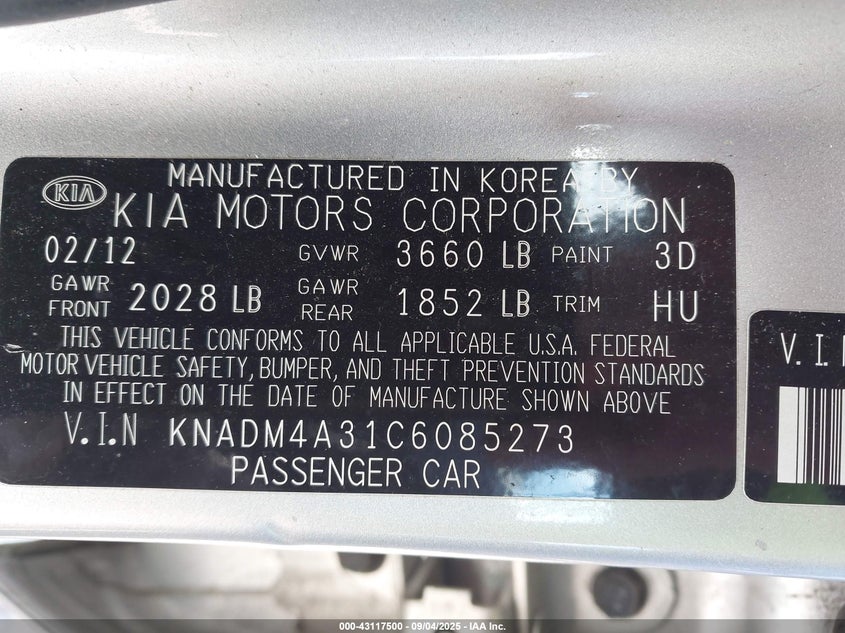 MANUFACTURED IN KOREA BY
KIA
KIA MOTORS CORPORATION
02/12 GVWR 3660 LB PAINT 3D
GAWR FRONT 2028 LB GAWR REAR 1852 LB TRIM HU
THIS VEHICLE CONFORMS TO ALL APPLICABLE U.S.A. FEDERAL
MOTOR VEHICLE SAFETY, BUMPER, AND THEFT PREVENTION STANDARDS
IN EFFECT ON THE DATE OF MANUFACTURE SHOWN ABOVE
V.I.N KNADM4A31C6085273
PASSENGER CAR
V.I.N
000-43117500 - 09/04/2025 - IAA Inc.